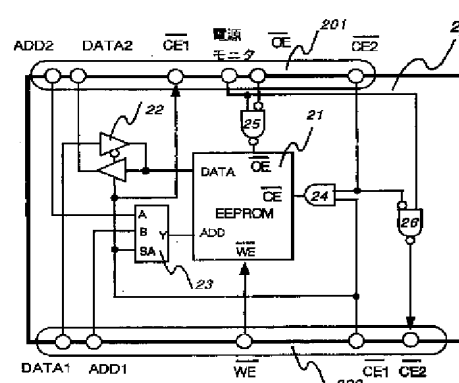 ADD2 DATA2 CE1 電源モニタ OE 201 CE2
2
22
25
21
OE
DATA
CE
24
EEPROM
26
A
B Y ADD
SA
WE
23
DATA1 ADD1 WE CE1 CE2